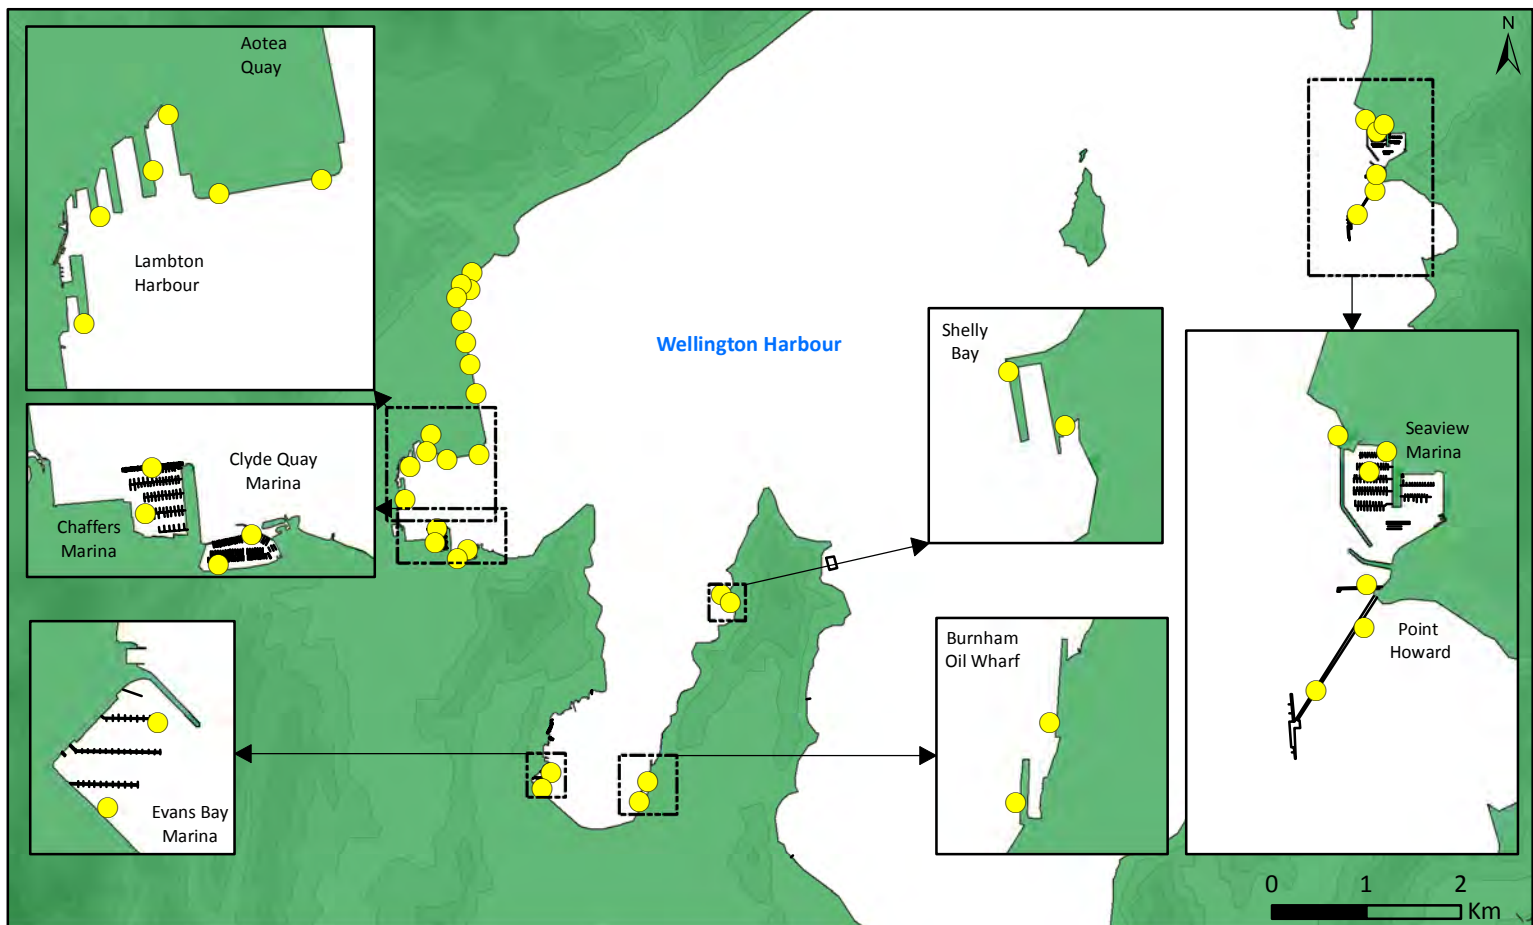 Aotea
Quay
N
Lambton
Harbour
Wellington Harbour
Shelly
Bay
Clyde Quay
Marina
Chaffers
Marina
Seaview
Marina
Burnham
Oil Wharf
Point
Howard
Evans Bay
Marina
0 1 2
Km